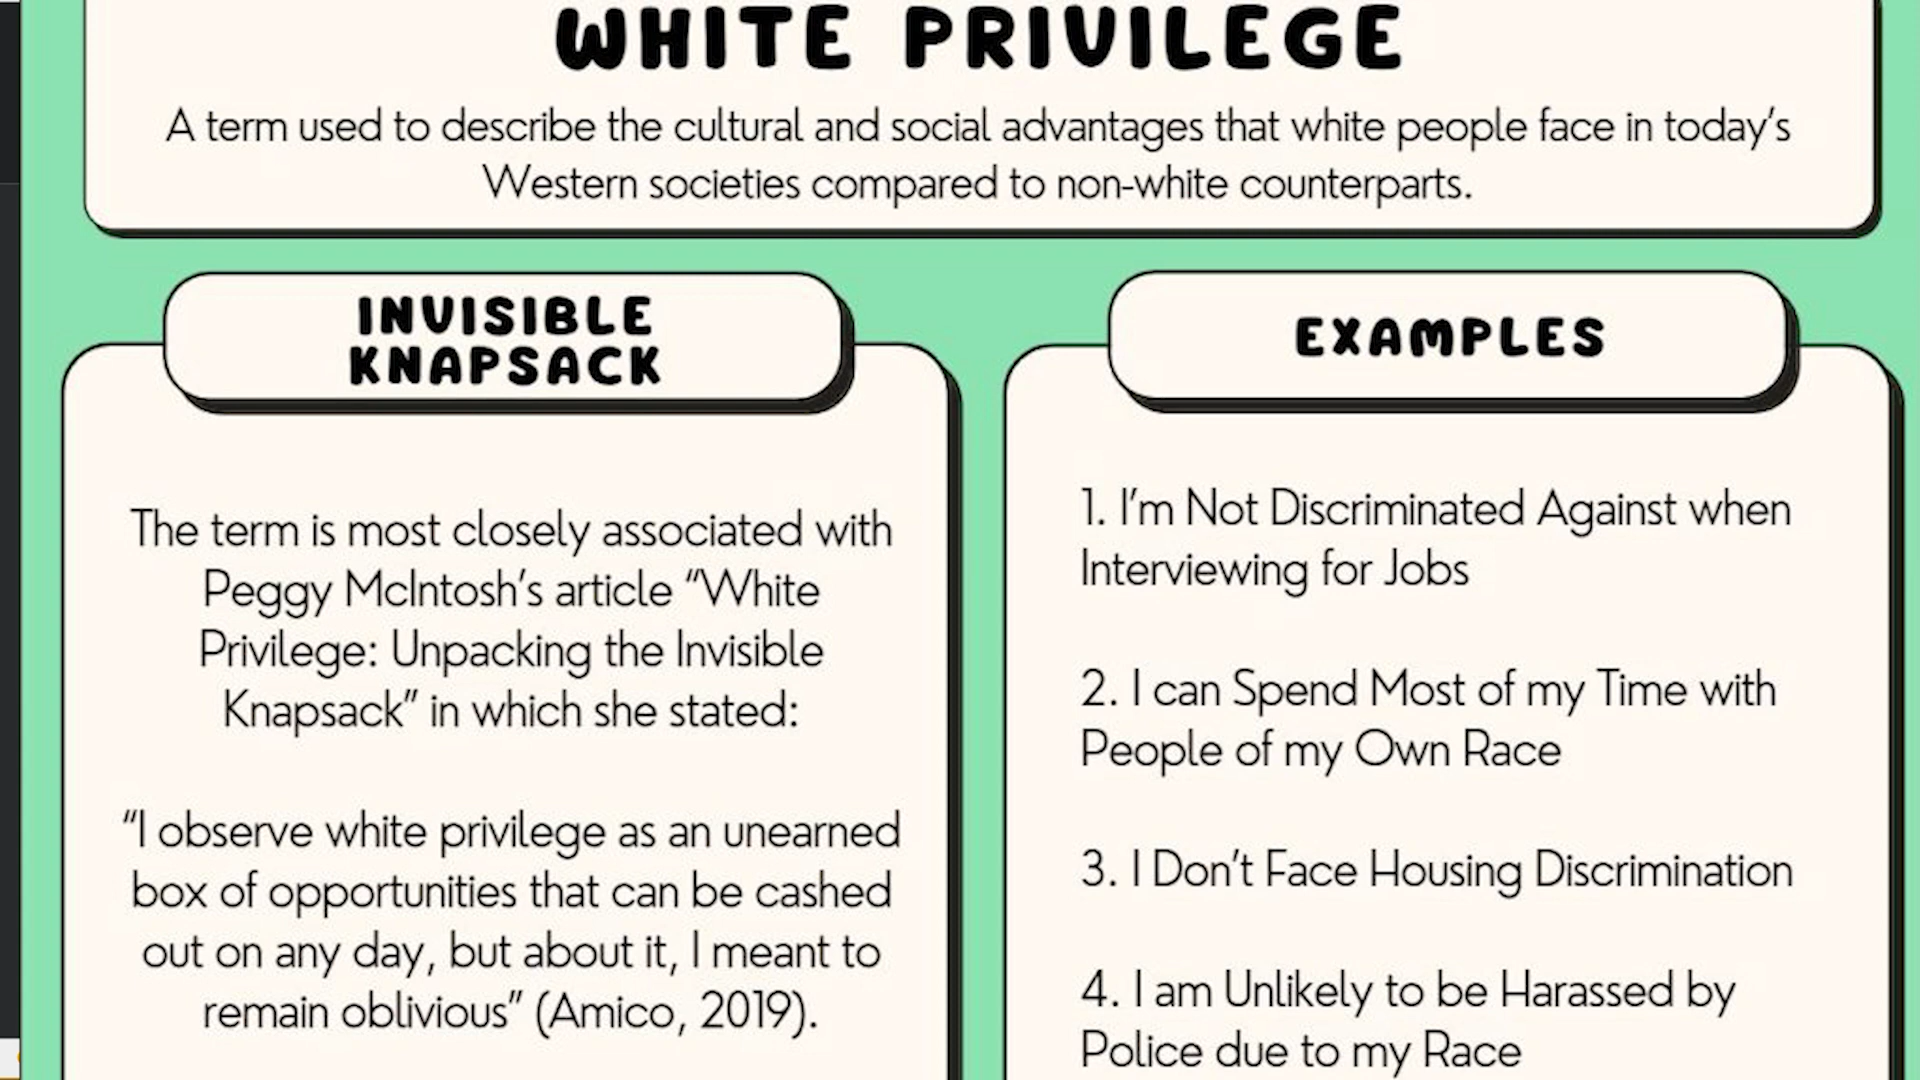 WHITE PRIVILEGE
A term used to describe the cultural and social advantages that white people face in today’s
Western societies compared to non-white counterparts.
INVISIBLE
KNAPSACK
The term is most closely associated with
Peggy McIntosh’s article “White
Privilege: Unpacking the Invisible
Knapsack” in which she stated:
“I observe white privilege as an unearned
box of opportunities that can be cashed
out on any day, but about it, I meant to
remain oblivious” (Amico, 2019).
EXAMPLES
1. I’m Not Discriminated Against when
Interviewing for Jobs
2. I can Spend Most of my Time with
People of my Own Race
3. I Don’t Face Housing Discrimination
4. I am Unlikely to be Harassed by
Police due to my Race